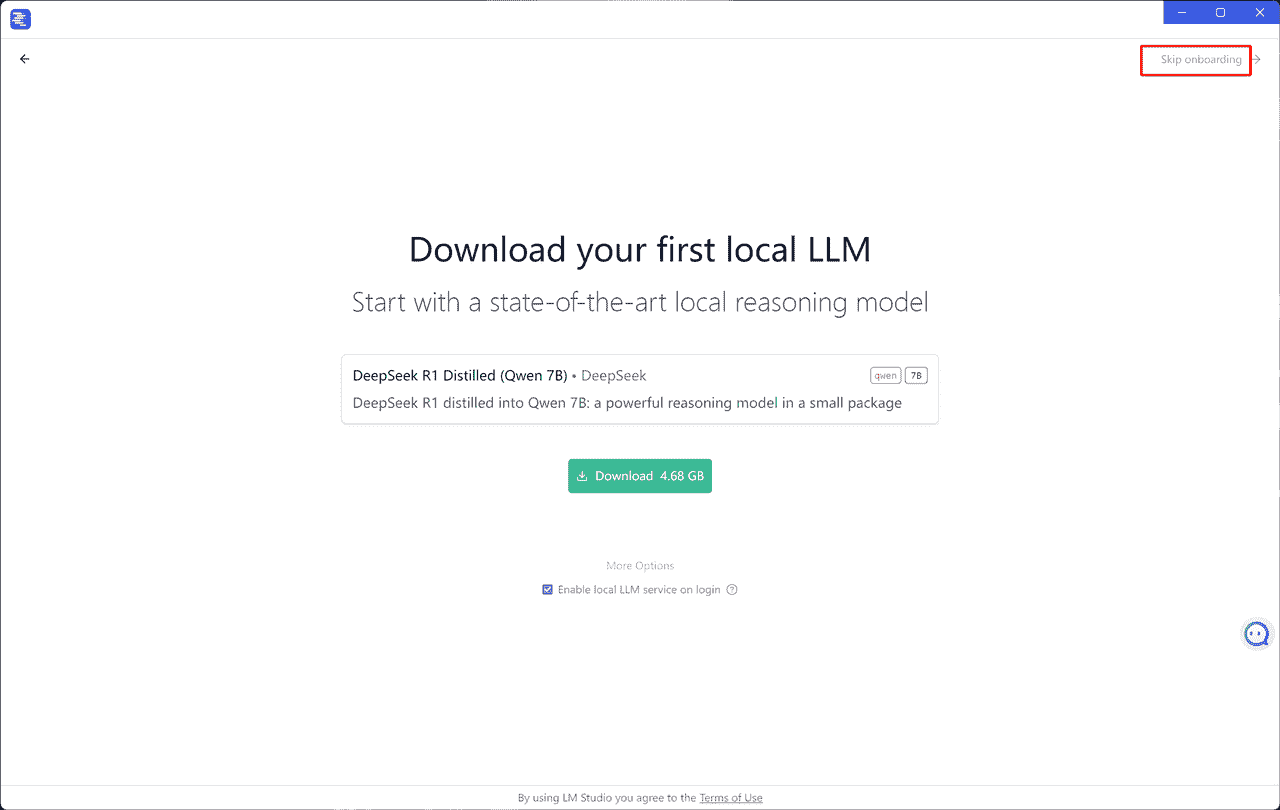 Skip onboarding
Download your first local LLM
Start with a state-of-the-art local reasoning model
DeepSeek R1 Distilled (Qwen 7B) • DeepSeek qwen 7B
DeepSeek R1 distilled into Qwen 7B: a powerful reasoning model in a small package
Download 4.68 GB
More Options
Enable local LLM service on login
By using LM Studio you agree to the Terms of Use